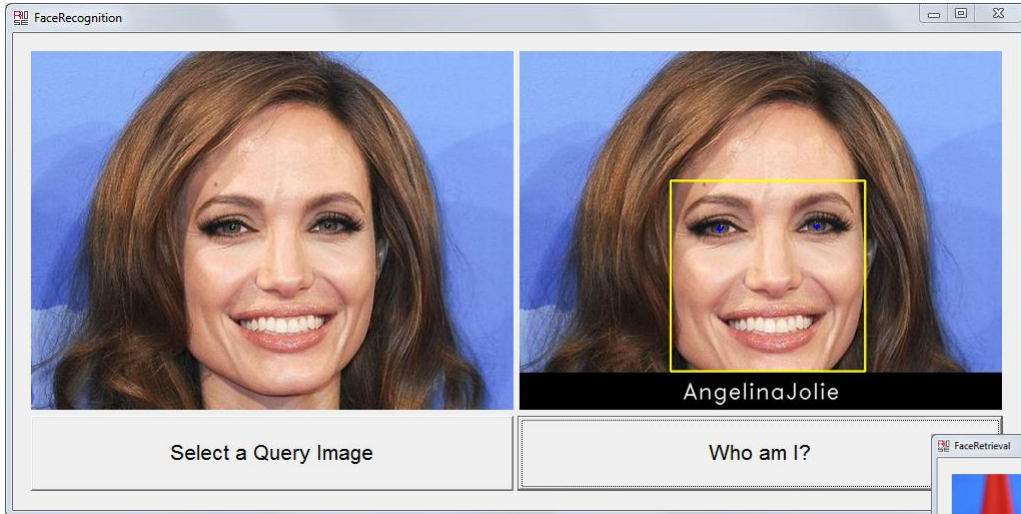 FaceRecognition
AngelinaJolie
Select a Query Image
Who am I?
FaceRetrieval